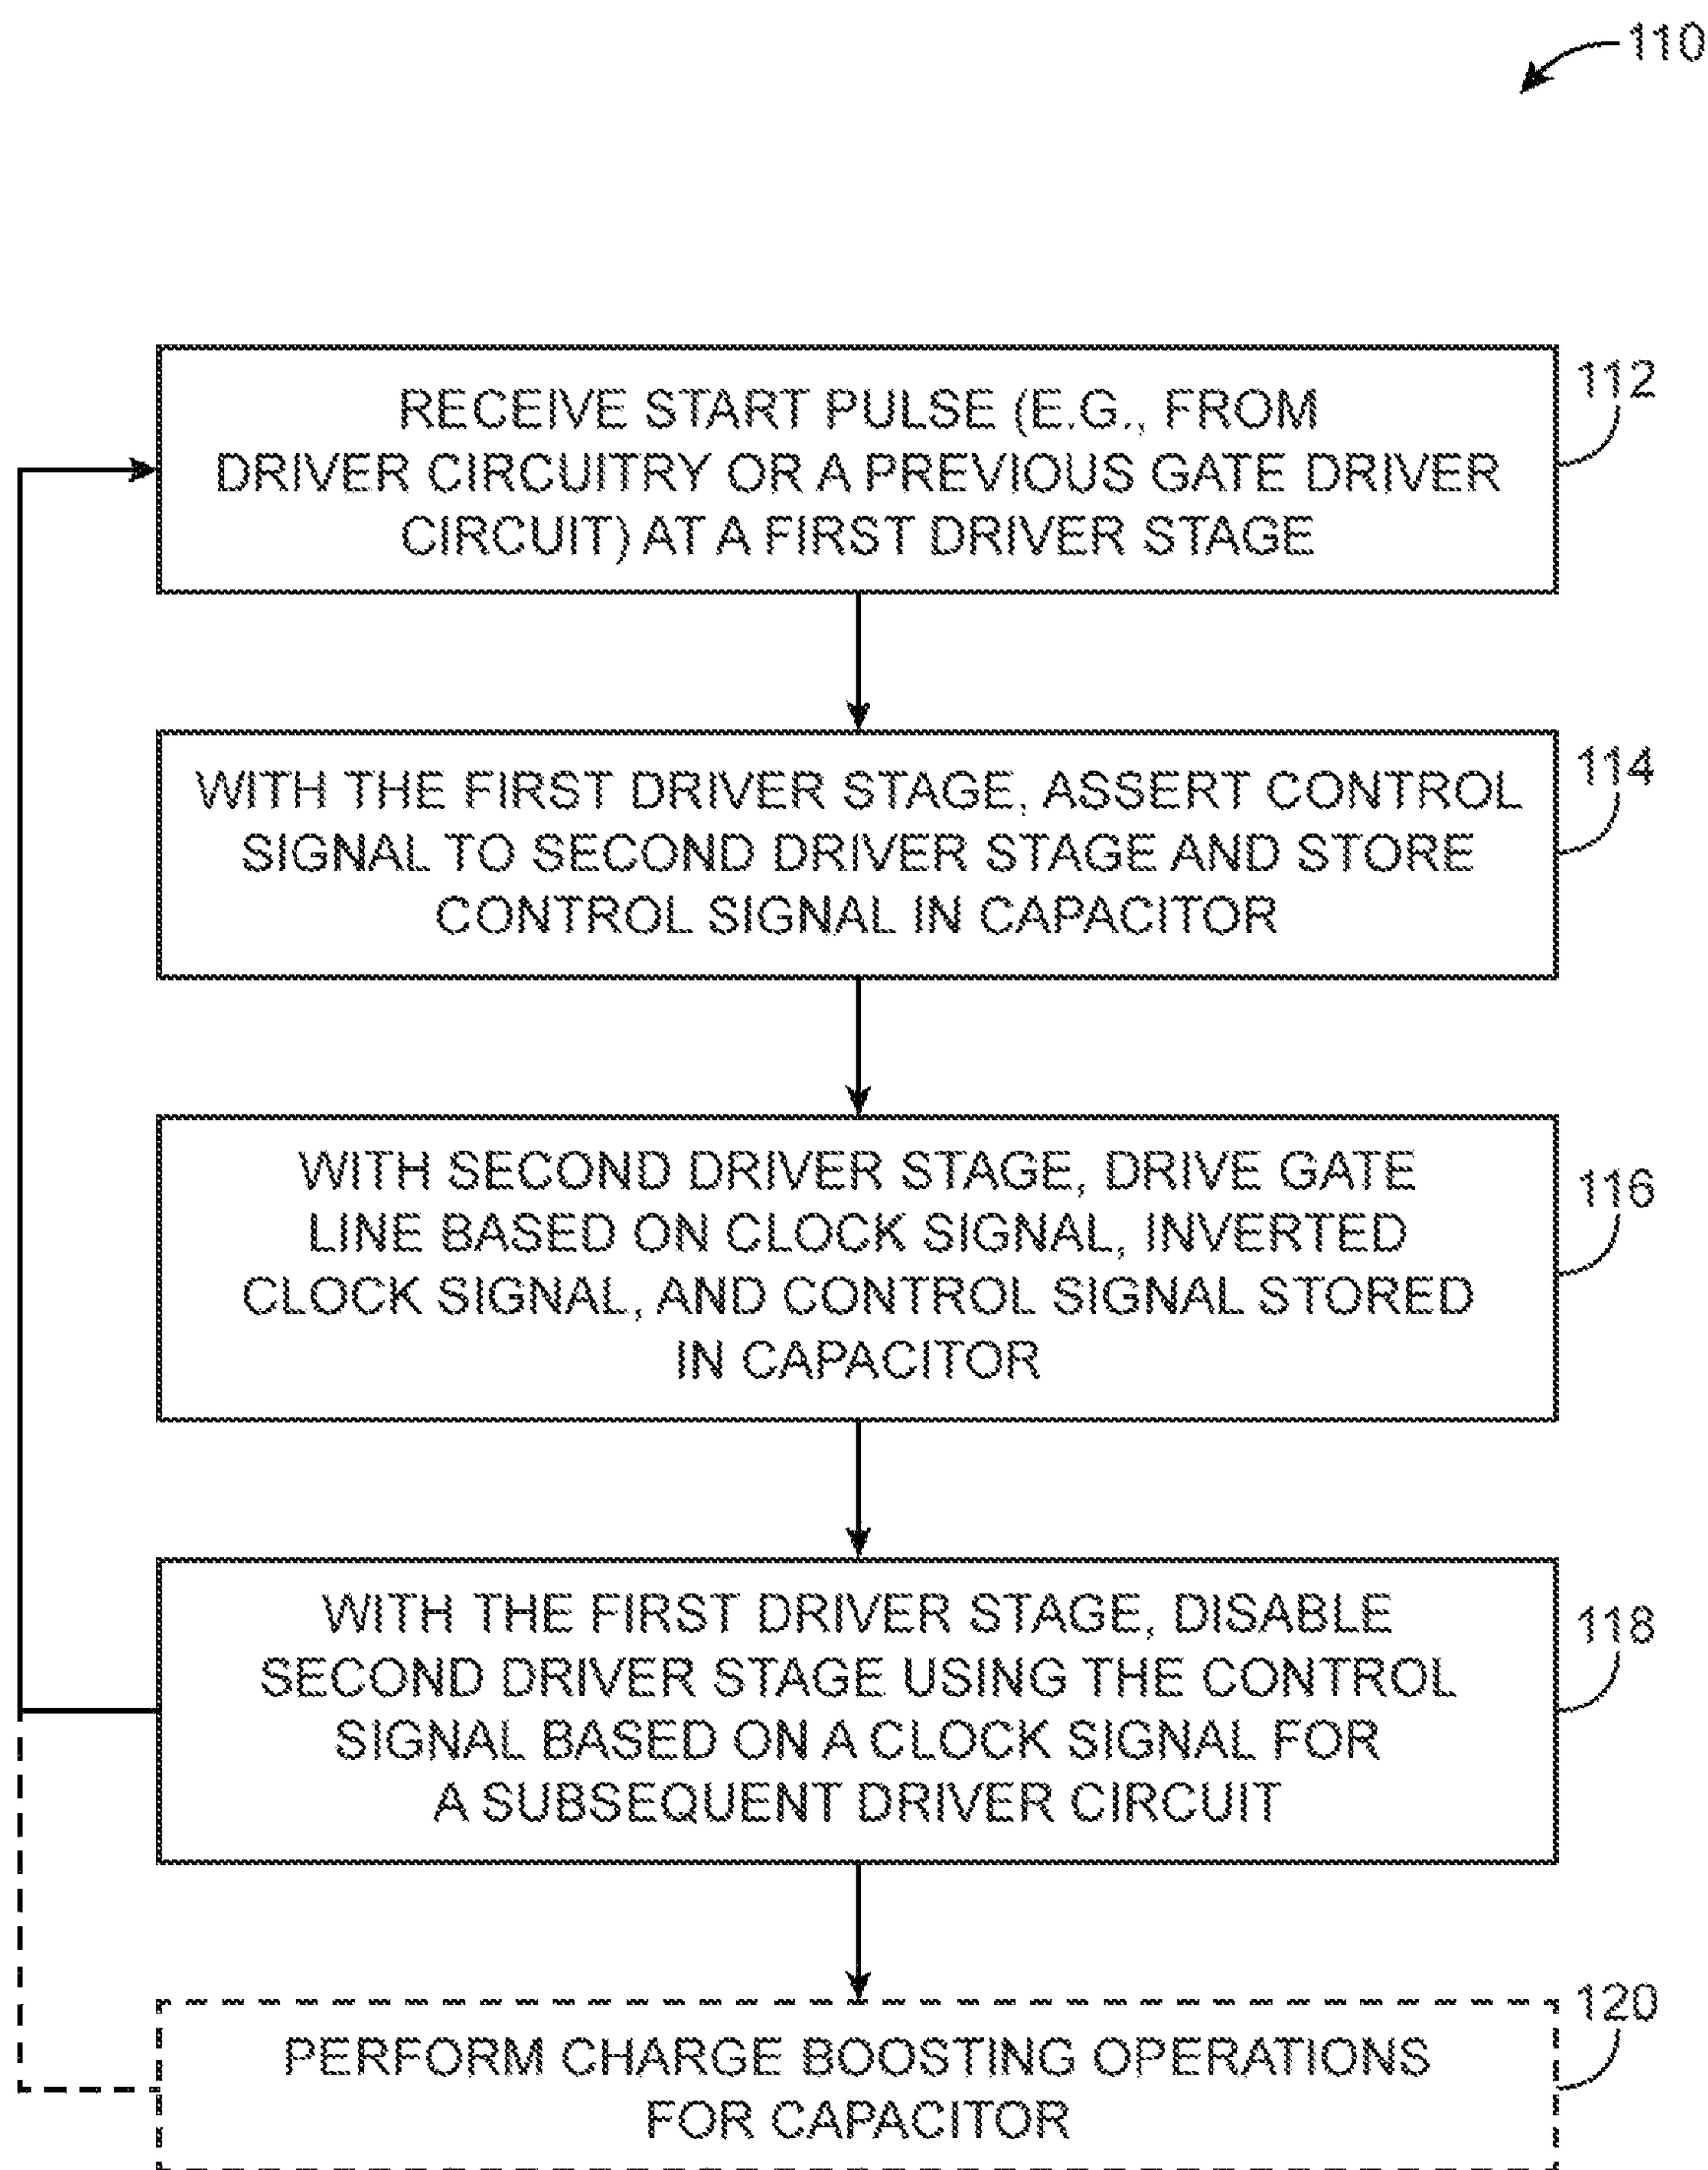 110
RECEIVE START PULSE (E.G., FROM
DRIVER CIRCUITRY OR A PREVIOUS GATE DRIVER
CIRCUIT) AT A FIRST DRIVER STAGE
112
WITH THE FIRST DRIVER STAGE, ASSERT CONTROL
SIGNAL TO SECOND DRIVER STAGE AND STORE
CONTROL SIGNAL IN CAPACITOR
114
WITH SECOND DRIVER STAGE, DRIVE GATE
LINE BASED ON CLOCK SIGNAL, INVERTED
CLOCK SIGNAL, AND CONTROL SIGNAL STORED
IN CAPACITOR
116
WITH THE FIRST DRIVER STAGE, DISABLE
SECOND DRIVER STAGE USING THE CONTROL
SIGNAL BASED ON A CLOCK SIGNAL FOR
A SUBSEQUENT DRIVER CIRCUIT
118
PERFORM CHARGE BOOSTING OPERATIONS
FOR CAPACITOR
120